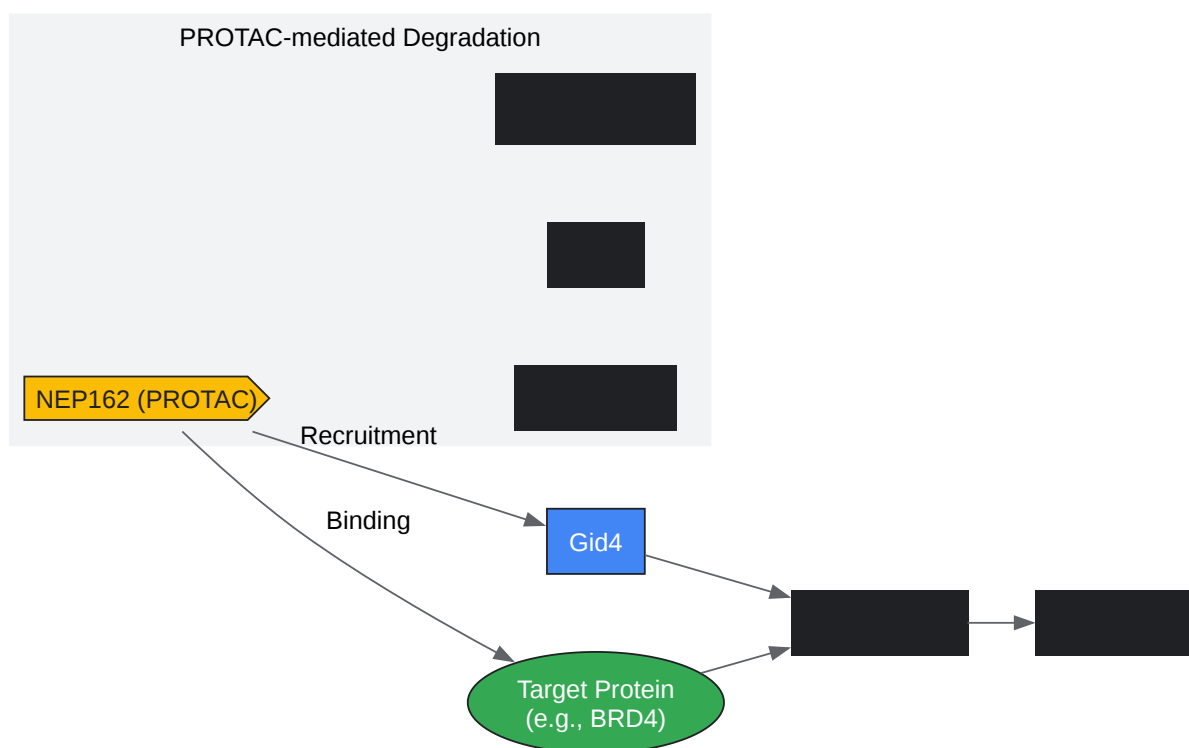 PROTAC-mediated Degradation
NEP162 (PROTAC)
Recruitment
Binding
Gid4
Target Protein
(e.g., BRD4)